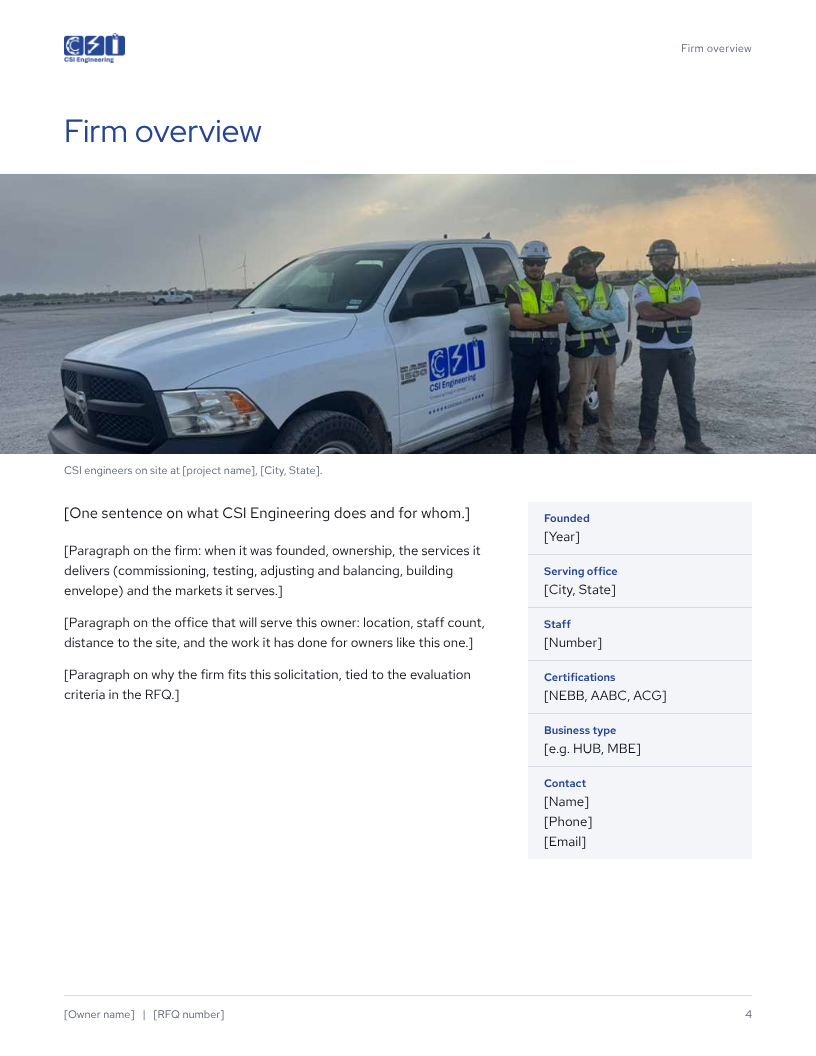 CSI
CSI Engineering
Firm overview
Firm overview
CSI
CSI Engineering
CSI engineers on site at [project name], [City, State].
[One sentence on what CSI Engineering does and for whom.]
[Paragraph on the firm: when it was founded, ownership, the services it
delivers (commissioning, testing, adjusting and balancing, building
envelope) and the markets it serves.]
[Paragraph on the office that will serve this owner: location, staff count,
distance to the site, and the work it has done for owners like this one.]
[Paragraph on why the firm fits this solicitation, tied to the evaluation
criteria in the RFQ.]
Founded
[Year]
Serving office
[City, State]
Staff
[Number]
Certifications
[NEBB, AABC, ACG]
Business type
[e.g. HUB, MBE]
Contact
[Name]
[Phone]
[Email]
[Owner name] | [RFQ number]
4